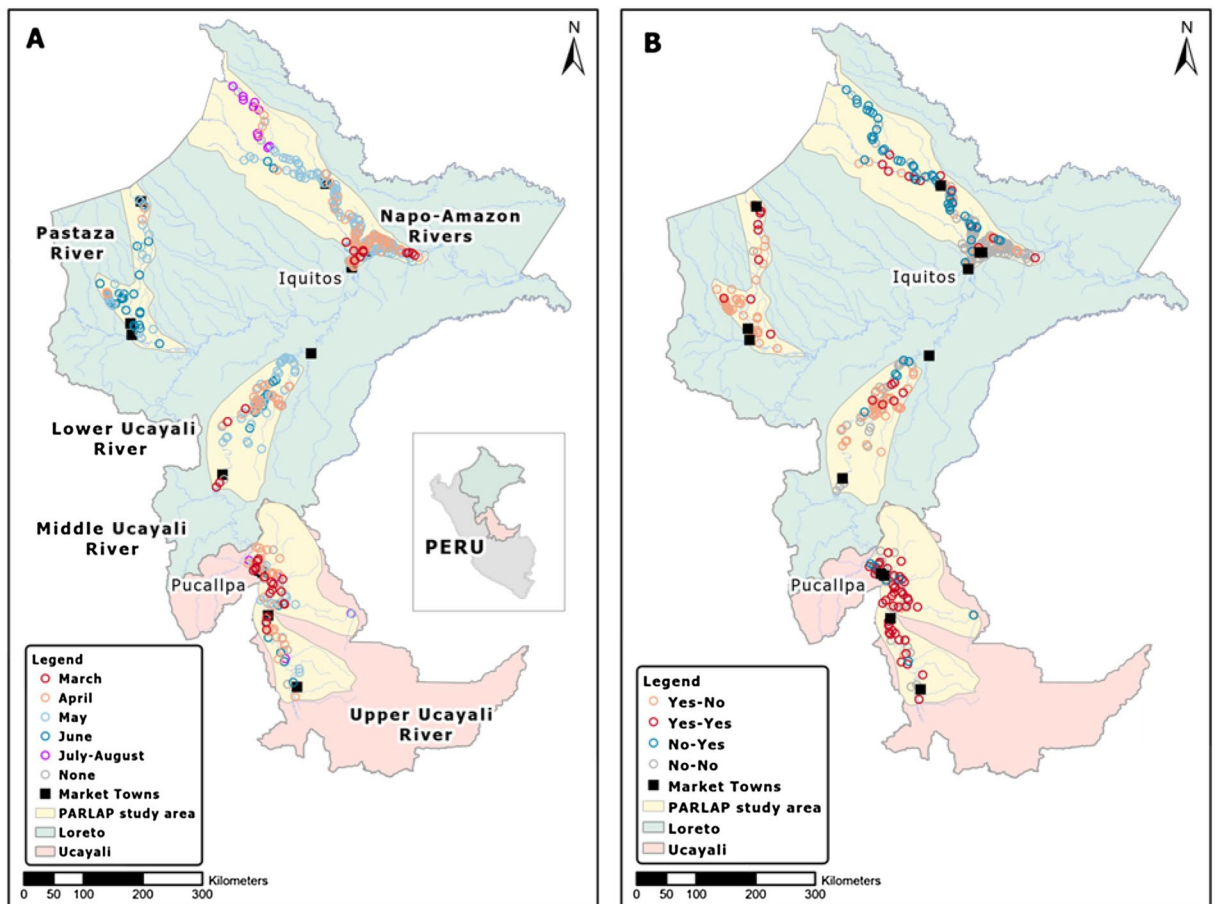 A
N
Napo-Amazon
Rivers
Pastaza
River
Iquitos
Lower Ucayali
River
Middle Ucayali
River
PERU
Pucallpa
Upper Ucayali
River
Legend
March
April
May
June
July-August
None
Market Towns
PARLAP study area
Loreto
Ucayali
Kilometers
0 50 100 200 300
B
N
Iquitos
Pucallpa
Legend
Yes-No
Yes-Yes
No-Yes
No-No
Market Towns
PARLAP study area
Loreto
Ucayali
Kilometers
0 50 100 200 300